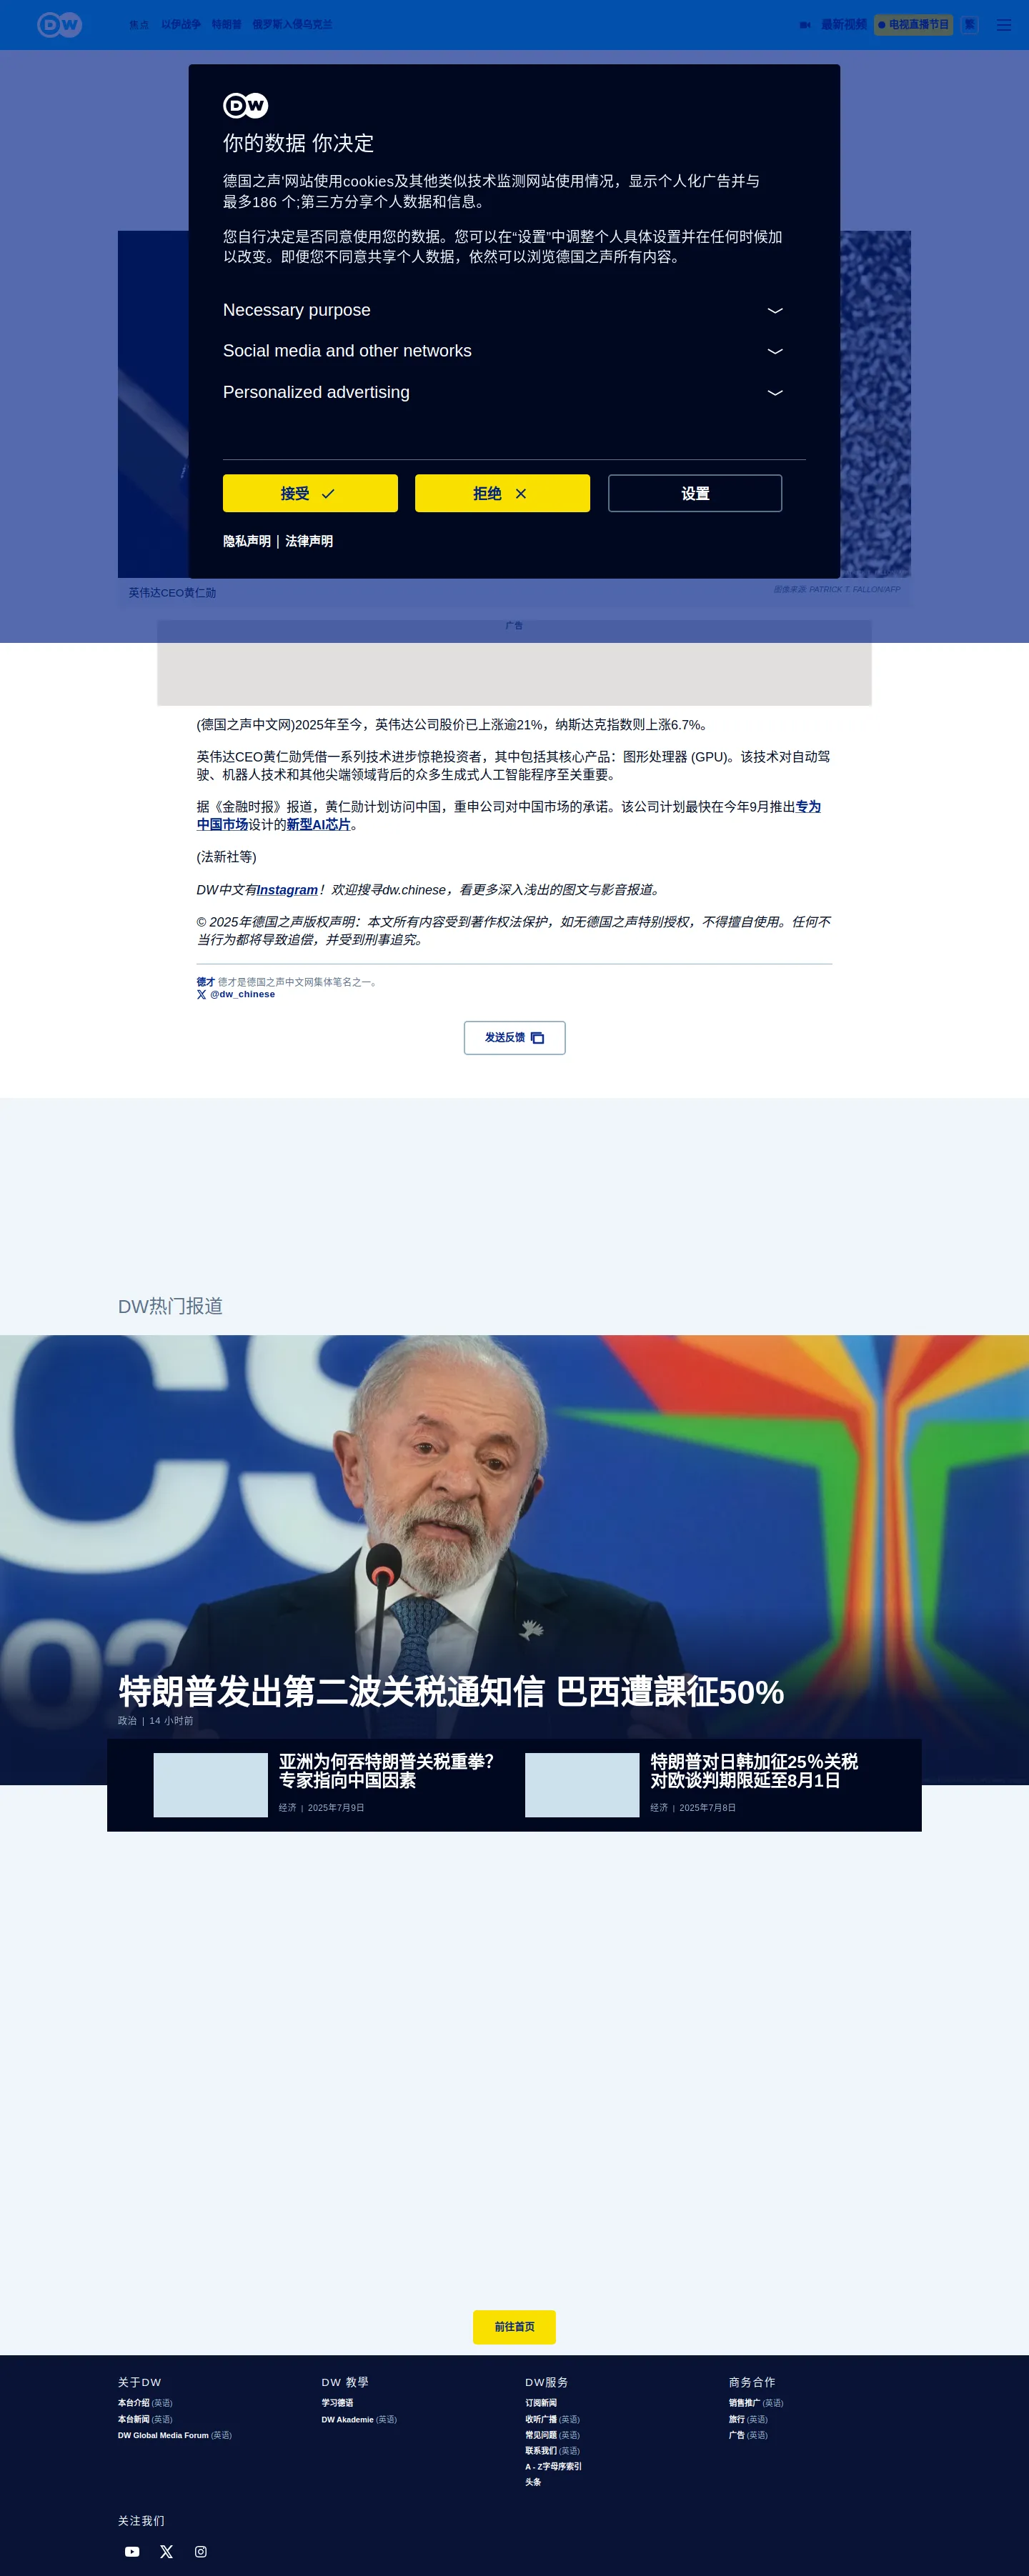 DW
焦点 以伊战争 特朗普 俄罗斯入侵乌克兰
最新视频 电视直播节目 繁
DW
你的数据 你决定
德国之声'网站使用cookies及其他类似技术监测网站使用情况，显示个人化广告并与
最多186 个;第三方分享个人数据和信息。
您自行决定是否同意使用您的数据。您可以在“设置”中调整个人具体设置并在任何时候加
以改变。即便您不同意共享个人数据，依然可以浏览德国之声所有内容。
Necessary purpose
Social media and other networks
Personalized advertising
接受
拒绝
设置
隐私声明 | 法律声明
英伟达CEO黄仁勋
图像来源: PATRICK T. FALLON/AFP
广告
(德国之声中文网)2025年至今，英伟达公司股价已上涨逾21%，纳斯达克指数则上涨6.7%。
英伟达CEO黄仁勋凭借一系列技术进步惊艳投资者，其中包括其核心产品：图形处理器 (GPU)。该技术对自动驾
驶、机器人技术和其他尖端领域背后的众多生成式人工智能程序至关重要。
据《金融时报》报道，黄仁勋计划访问中国，重申公司对中国市场的承诺。该公司计划最快在今年9月推出专为
中国市场设计的新型AI芯片。
(法新社等)
DW中文有Instagram！欢迎搜寻dw.chinese，看更多深入浅出的图文与影音报道。
© 2025年德国之声版权声明：本文所有内容受到著作权法保护，如无德国之声特别授权，不得擅自使用。任何不
当行为都将导致追偿，并受到刑事追究。
德才 德才是德国之声中文网集体笔名之一。
@dw_chinese
发送反馈
DW热门报道
特朗普发出第二波关税通知信 巴西遭課征50%
政治 | 14 小时前
亚洲为何吞特朗普关税重拳？
专家指向中国因素
经济 | 2025年7月9日
特朗普对日韩加征25％关税
对欧谈判期限延至8月1日
经济 | 2025年7月8日
前往首页
关于DW
本台介绍 (英语)
本台新闻 (英语)
DW Global Media Forum (英语)
DW 教學
学习德语
DW Akademie (英语)
DW服务
订阅新闻
收听广播 (英语)
常见问题 (英语)
联系我们 (英语)
A - Z字母序索引
头条
商务合作
销售推广 (英语)
旅行 (英语)
广告 (英语)
关注我们